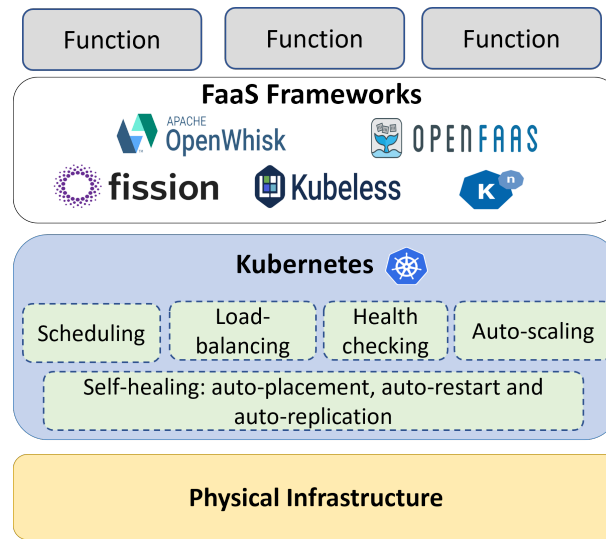 Function
Function
Function
FaaS Frameworks
APACHE
OpenWhisk
OPENFAAS
fission
Kubeless
K
n
Kubernetes
Scheduling
Load-
balancing
Health
checking
Auto-scaling
Self-healing: auto-placement, auto-restart and
auto-replication
Physical Infrastructure